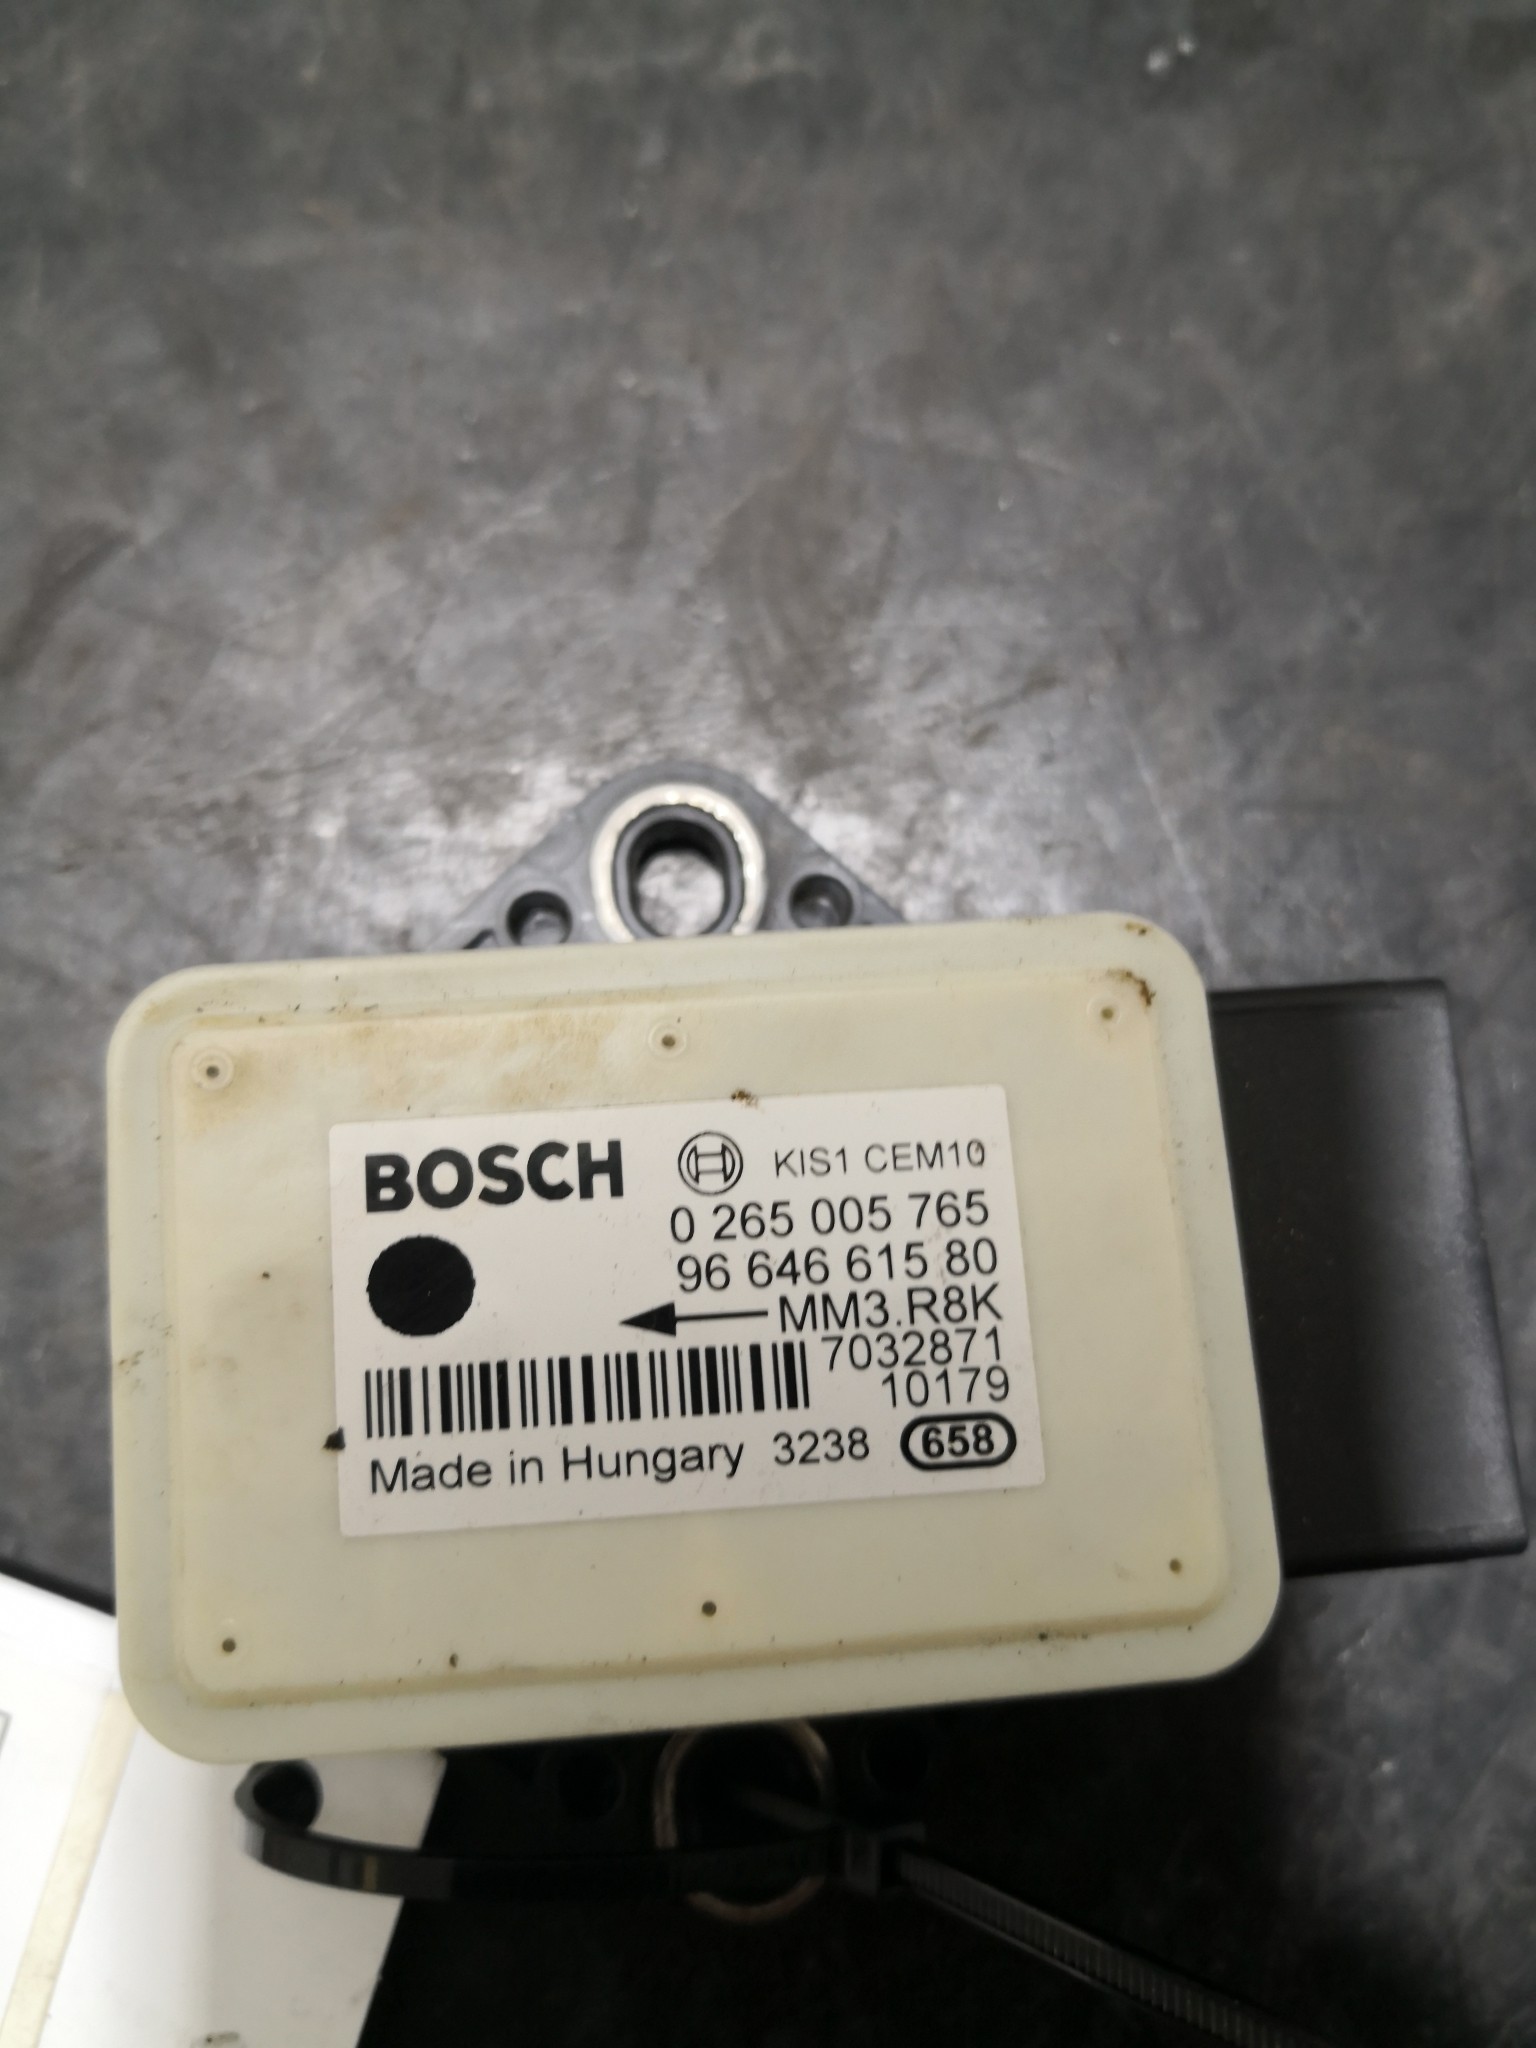 BOSCH KIS1 CEM10
0 265 005 765
96 646 615 80
MM3.R8K
7032871
10179
Made in Hungary 3238 658